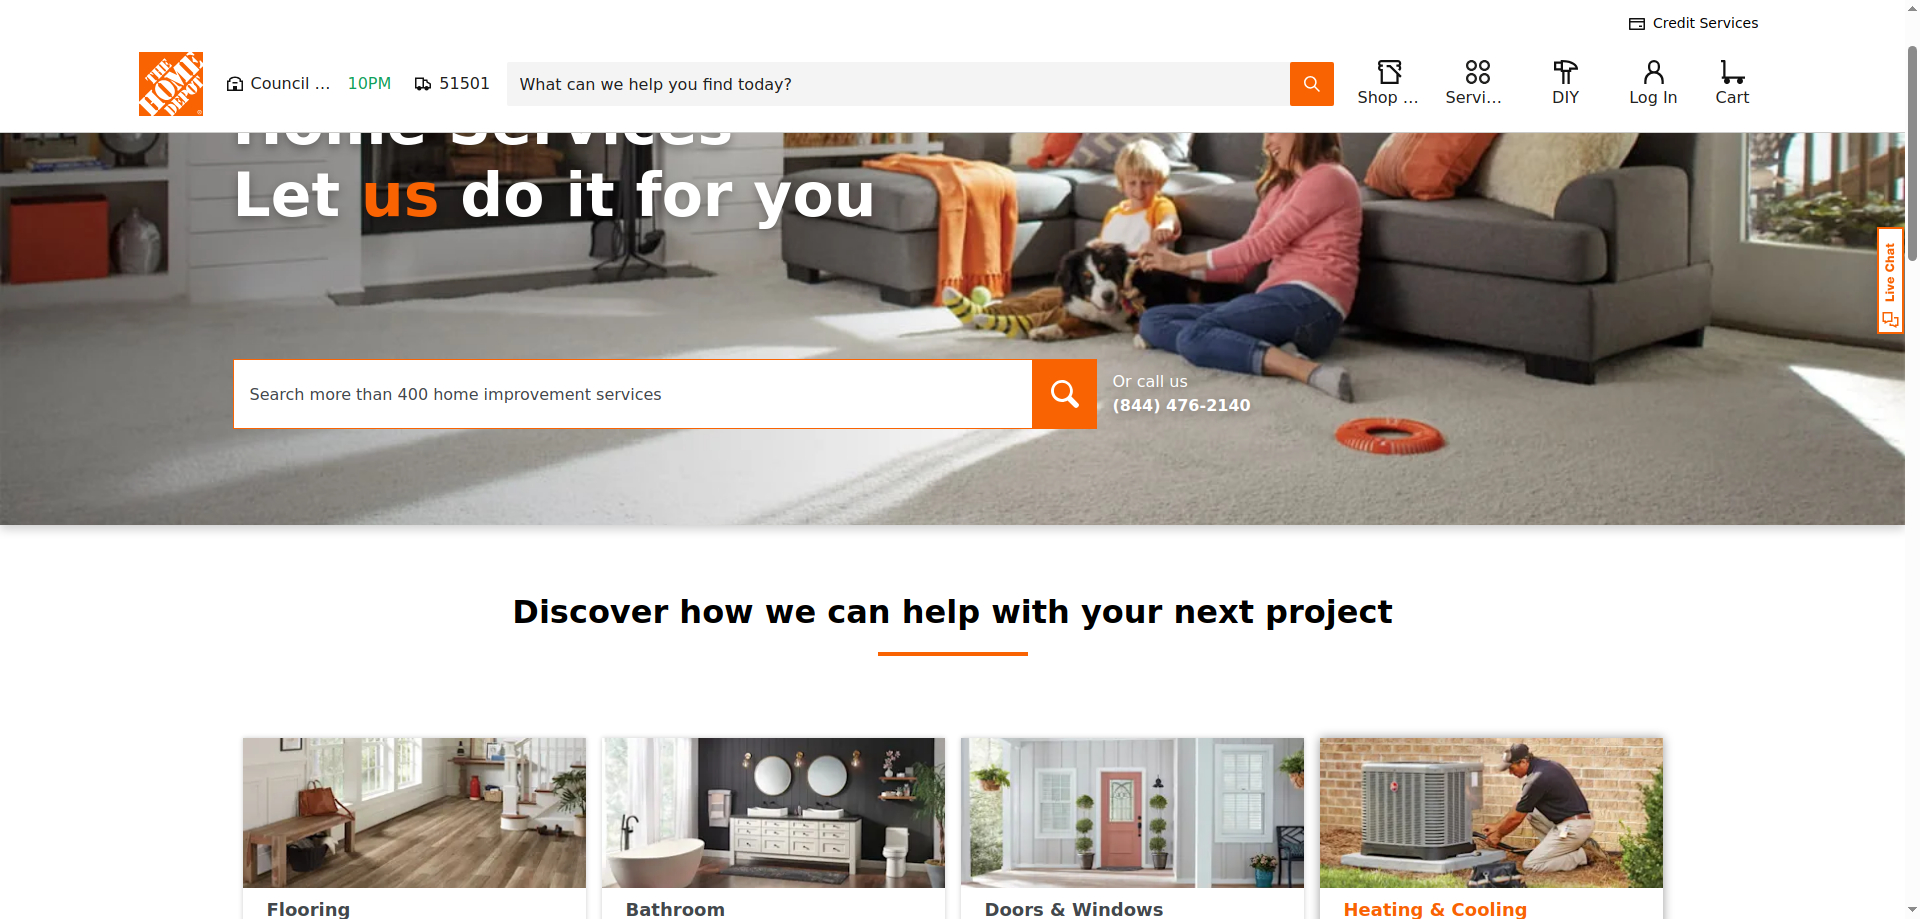 Credit Services
THE HOME DEPOT
Council ...
10PM
51501
What can we help you find today?
Shop ...
Servi...
DIY
Log In
Cart
Home Services
Let us do it for you
Live Chat
Search more than 400 home improvement services
Or call us
(844) 476-2140
Discover how we can help with your next project
Flooring
Bathroom
Doors & Windows
Heating & Cooling